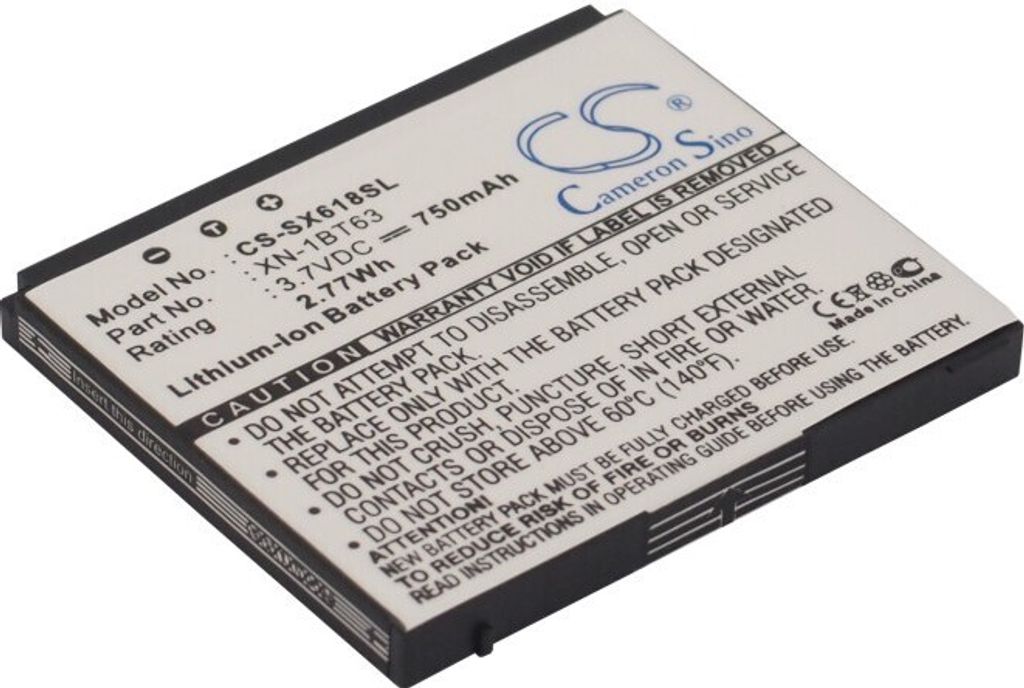 CS ®
Cameron Sino
Model No. : CS-SX618SL
Part No. : XN-1BT63
Rating : 3.7VDC 750mAh
2.77Wh
Lithium-Ion Battery Pack
CAUTION WARRANTY VOID IF LABEL IS REMOVED
• DO NOT ATTEMPT TO DISASSEMBLE, OPEN OR SERVICE
THE BATTERY PACK.
• REPLACE ONLY WITH BATTERY PACK DESIGNATED
FOR THIS PRODUCT
• DO NOT CRUSH, PUNCTURE, SHORT EXTERNAL
CONTACTS OR DISPOSE OF IN FIRE OR WATER
• DO NOT STORE ABOVE 60°C (140°F).
ATTENTION!
NEW BATTERY PACK MUST BE FULLY CHARGED BEFORE USE.
TO REDUCE RISK OF FIRE OR BURNS
READ INSTRUCTIONS IN OPERATING GUIDE BEFORE USING THE BATTERY.
CE
Made in China
Insert this direction